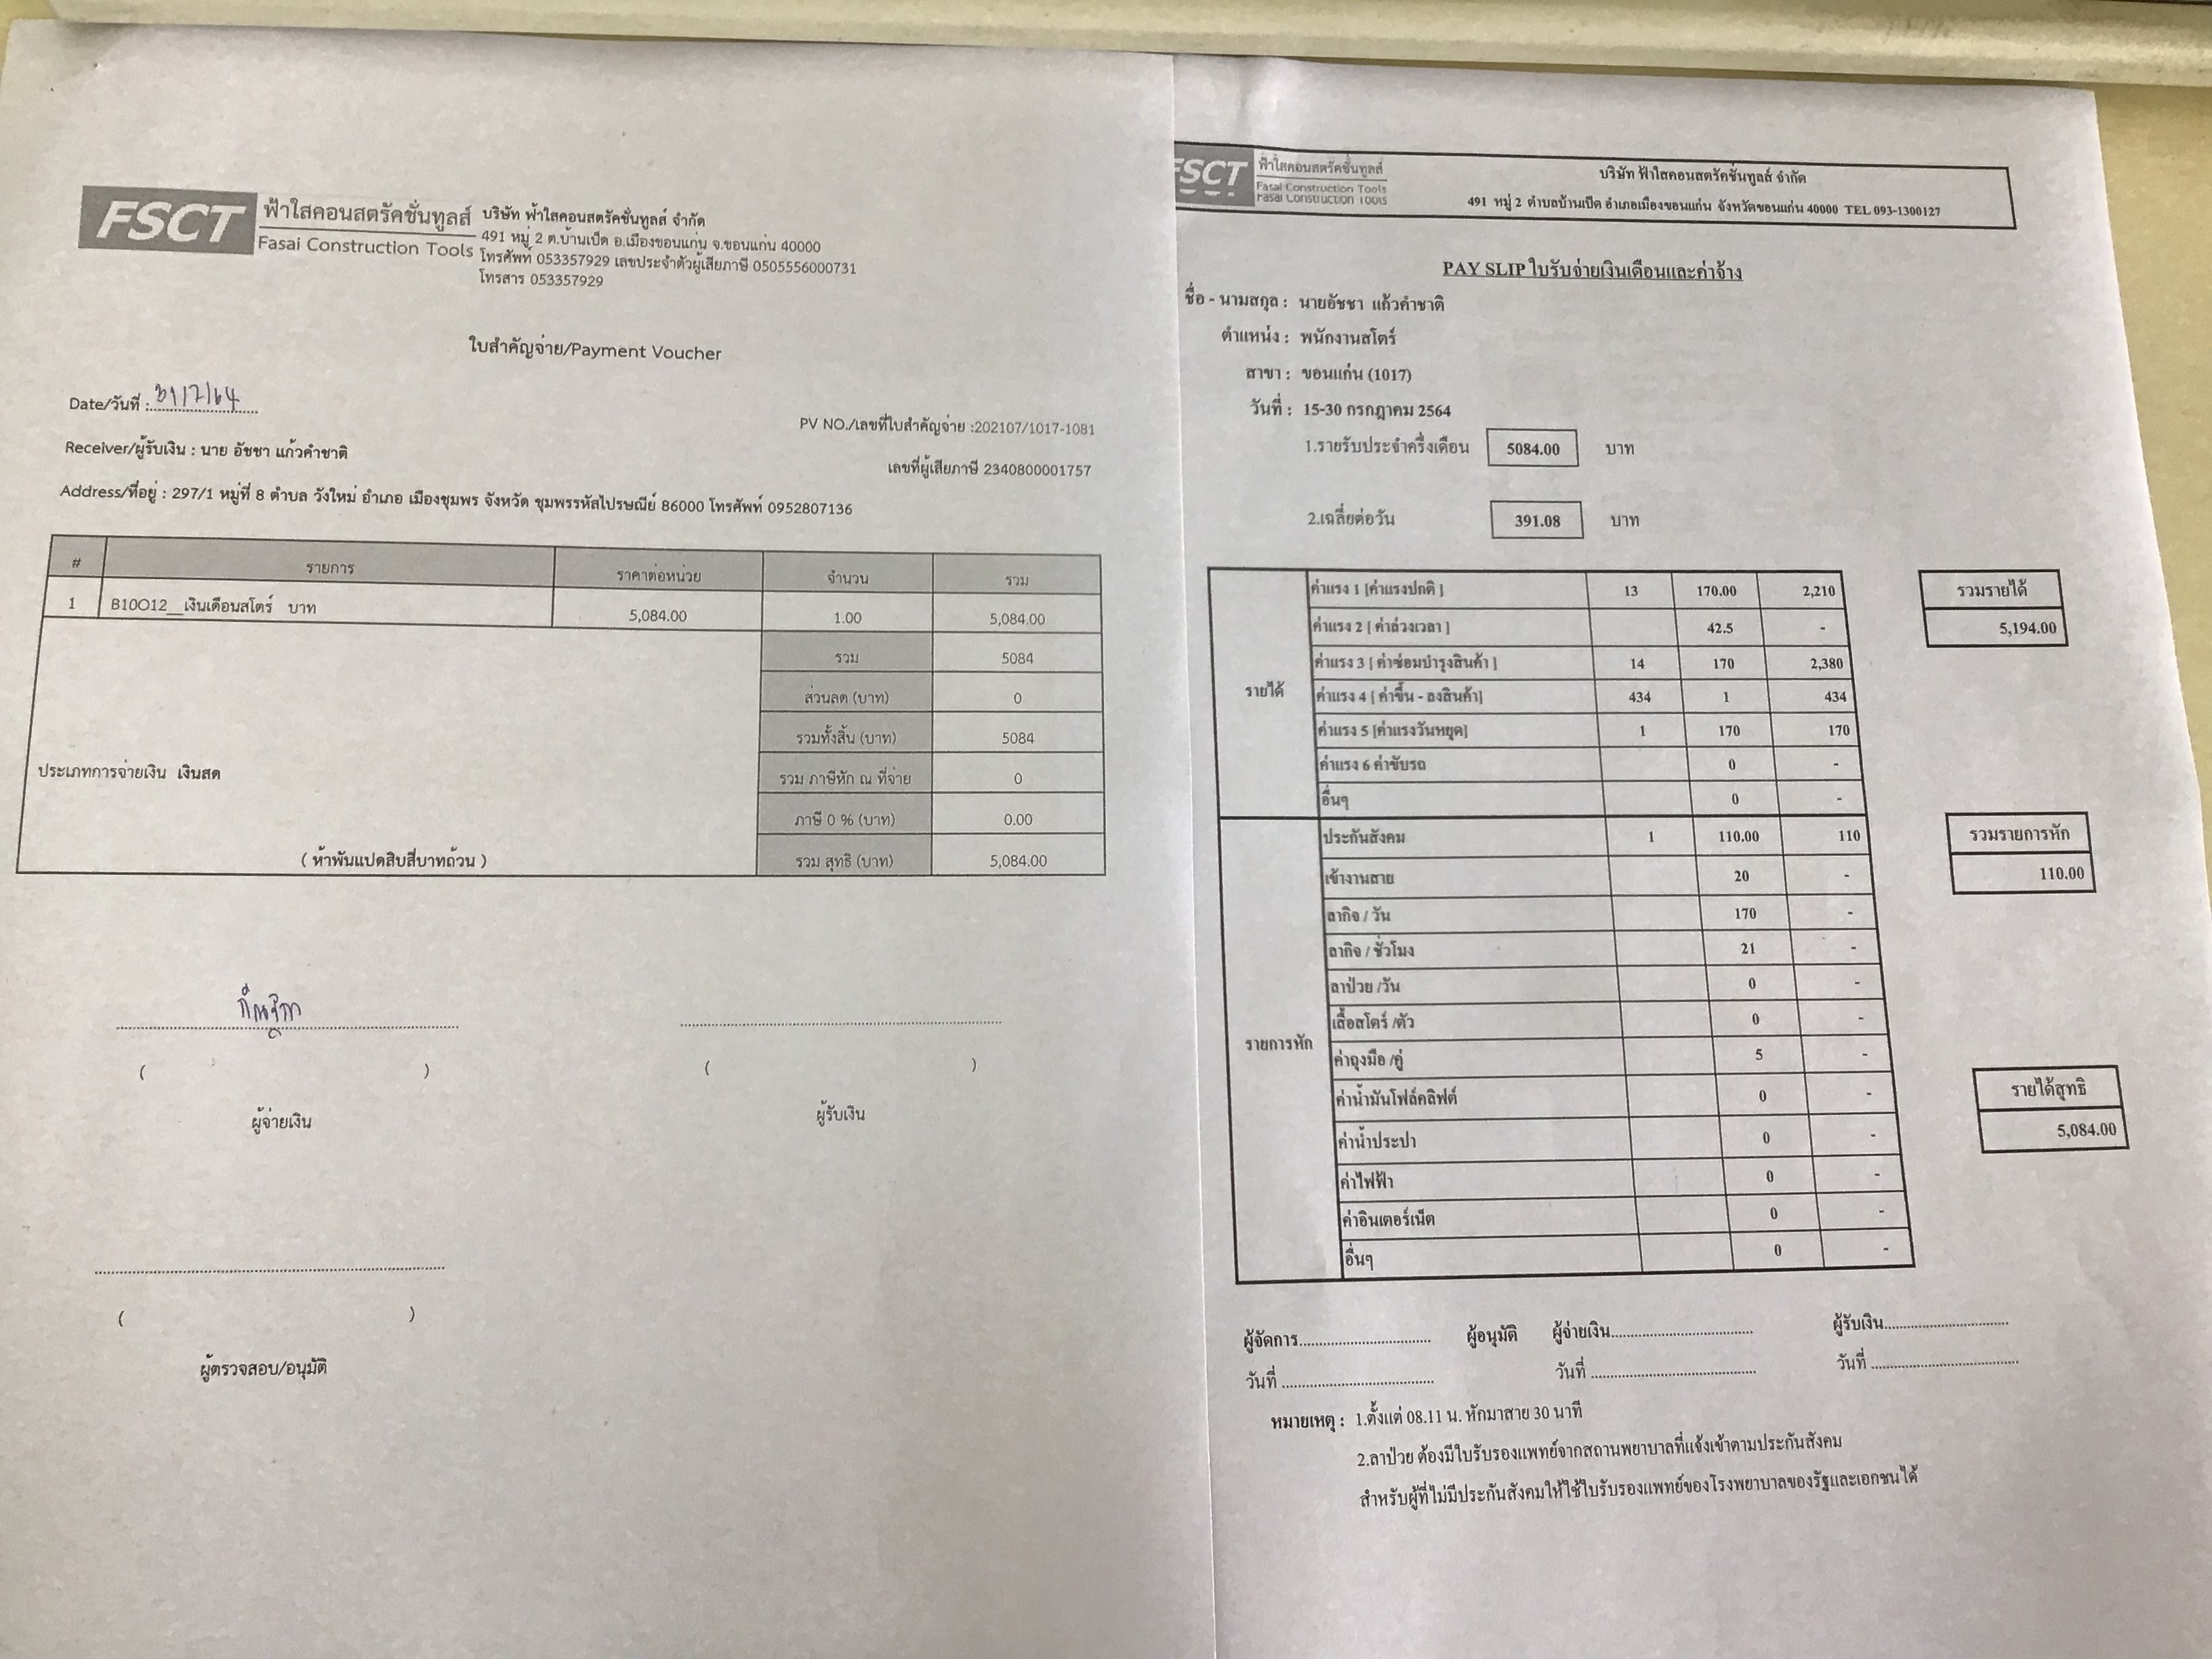 FSCT
ฟ้าใสคอนสตรัคชั่นทูลส์
Fasai Construction Tools
บริษัท ฟ้าใสคอนสตรัคชั่นทูลส์ จำกัด
491 หมู่ 2 ต.บ้านเป็ด อ.เมืองขอนแก่น จ.ขอนแก่น 40000
โทรศัพท์ 053357929 เลขประจำตัวผู้เสียภาษี 0505556000731
โทรสาร 053357929
ใบสำคัญจ่าย/Payment Voucher
Date/วันที่ : 31/7/64
PV NO./เลขที่ใบสำคัญจ่าย :202107/1017-1081
Receiver/ผู้รับเงิน : นาย อัชชา แก้วคำชาติ
เลขที่ผู้เสียภาษี 2340800001757
Address/ที่อยู่ : 297/1 หมู่ที่ 8 ตำบล วังใหม่ อำเภอ เมืองชุมพร จังหวัด ชุมพรรหัสไปรษณีย์ 86000 โทรศัพท์ 0952807136
# รายการ ราคาต่อหน่วย จำนวน รวม
1 B10O12__เงินเดือนสโตร์ บาท 5,084.00 1.00 5,084.00
รวม 5084
ส่วนลด (บาท) 0
รวมทั้งสิ้น (บาท) 5084
ประเภทการจ่ายเงิน เงินสด
รวม ภาษีหัก ณ ที่จ่าย 0
ภาษี 0 % (บาท) 0.00
( ห้าพันแปดสิบสี่บาทถ้วน )
รวม สุทธิ (บาท) 5,084.00
( ) ( )
ผู้จ่ายเงิน ผู้รับเงิน
( )
ผู้ตรวจสอบ/อนุมัติ
FSCT
ฟ้าใสคอนสตรัคชั่นทูลส์
Fasai Construction Tools
Fasai Construction Tools
บริษัท ฟ้าใสคอนสตรัคชั่นทูลส์ จำกัด
491 หมู่ 2 ตำบลบ้านเป็ด อำเภอเมืองขอนแก่น จังหวัดขอนแก่น 40000 TEL 093-1300127
PAY SLIP ใบรับจ่ายเงินเดือนและค่าจ้าง
ชื่อ - นามสกุล : นายอัชชา แก้วคำชาติ
ตำแหน่ง : พนักงานสโตร์
สาขา : ขอนแก่น (1017)
วันที่ : 15-30 กรกฎาคม 2564
1.รายรับประจำครึ่งเดือน 5084.00 บาท
2.เฉลี่ยต่อวัน 391.08 บาท
รายได้
ค่าแรง 1 [ค่าแรงปกติ ] 13 170.00 2,210
ค่าแรง 2 [ ค่าล่วงเวลา ] 42.5 -
ค่าแรง 3 [ ค่าซ่อมบำรุงสินค้า ] 14 170 2,380
ค่าแรง 4 [ ค่าขึ้น - ลงสินค้า] 434 1 434
ค่าแรง 5 [ค่าแรงวันหยุด] 1 170 170
ค่าแรง 6 ค่าขับรถ 0 -
อื่นๆ 0 -
รวมรายได้
5,194.00
รายการหัก
ประกันสังคม 1 110.00 110
เข้างานสาย 20 -
ลากิจ / วัน 170 -
ลากิจ / ชั่วโมง 21 -
ลาป่วย /วัน 0 -
เสื้อสโตร์ /ตัว 0 -
ค่าถุงมือ /คู่ 5 -
ค่าน้ำมันโฟล์คลิฟต์ 0 -
ค่าน้ำประปา 0 -
ค่าไฟฟ้า 0 -
ค่าอินเตอร์เน็ต 0 -
อื่นๆ 0 -
รวมรายการหัก
110.00
รายได้สุทธิ
5,084.00
ผู้จัดการ ผู้อนุมัติ ผู้จ่ายเงิน ผู้รับเงิน
วันที่ วันที่ วันที่
หมายเหตุ : 1.ตั้งแต่ 08.11 น. หักมาสาย 30 นาที
2.ลาป่วย ต้องมีใบรับรองแพทย์จากสถานพยาบาลที่แจ้งเข้าตามประกันสังคม
สำหรับผู้ที่ไม่มีประกันสังคมให้ใช้ใบรับรองแพทย์ของโรงพยาบาลของรัฐและเอกชนได้